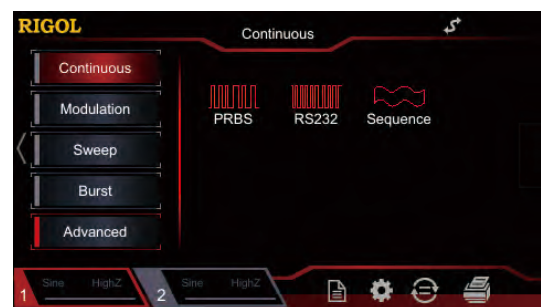 RIGOL
Continuous
Continuous
Modulation
Sweep
Burst
Advanced
PRBS RS232 Sequence
1 Sine HighZ 2 Sine HighZ